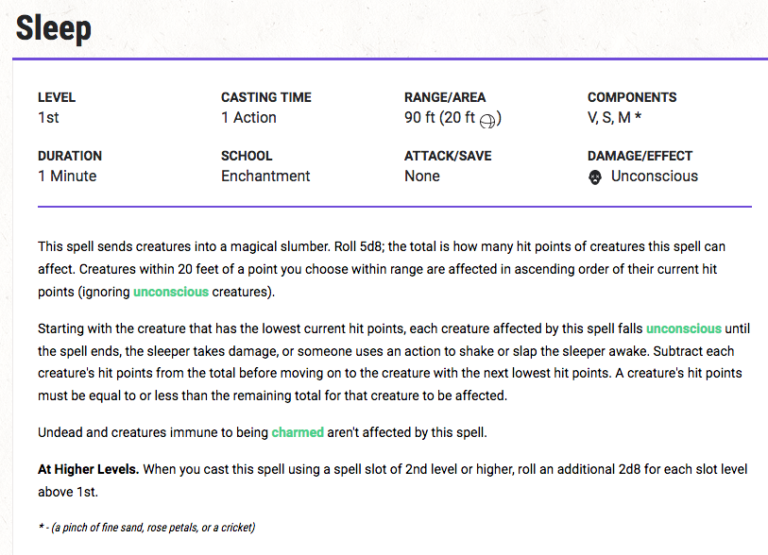 Sleep
LEVEL CASTING TIME RANGE/AREA COMPONENTS
1st 1 Action 90 ft (20 ft ) V, S, M *
DURATION SCHOOL ATTACK/SAVE DAMAGE/EFFECT
1 Minute Enchantment None Unconscious
This spell sends creatures into a magical slumber. Roll 5d8; the total is how many hit points of creatures this spell can
affect. Creatures within 20 feet of a point you choose within range are affected in ascending order of their current hit
points (ignoring unconscious creatures).
Starting with the creature that has the lowest current hit points, each creature affected by this spell falls unconscious until
the spell ends, the sleeper takes damage, or someone uses an action to shake or slap the sleeper awake. Subtract each
creature's hit points from the total before moving on to the creature with the next lowest hit points. A creature's hit points
must be equal to or less than the remaining total for that creature to be affected.
Undead and creatures immune to being charmed aren't affected by this spell.
At Higher Levels. When you cast this spell using a spell slot of 2nd level or higher, roll an additional 2d8 for each slot level
above 1st.
* - (a pinch of fine sand, rose petals, or a cricket)